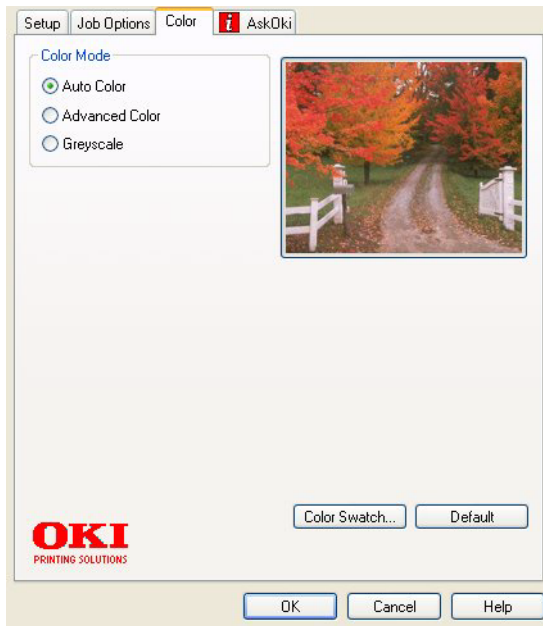 Setup Job Options Color i AskOki
Color Mode
Auto Color
Advanced Color
Greyscale
Color Swatch... Default
OKI
PRINTING SOLUTIONS
OK Cancel Help